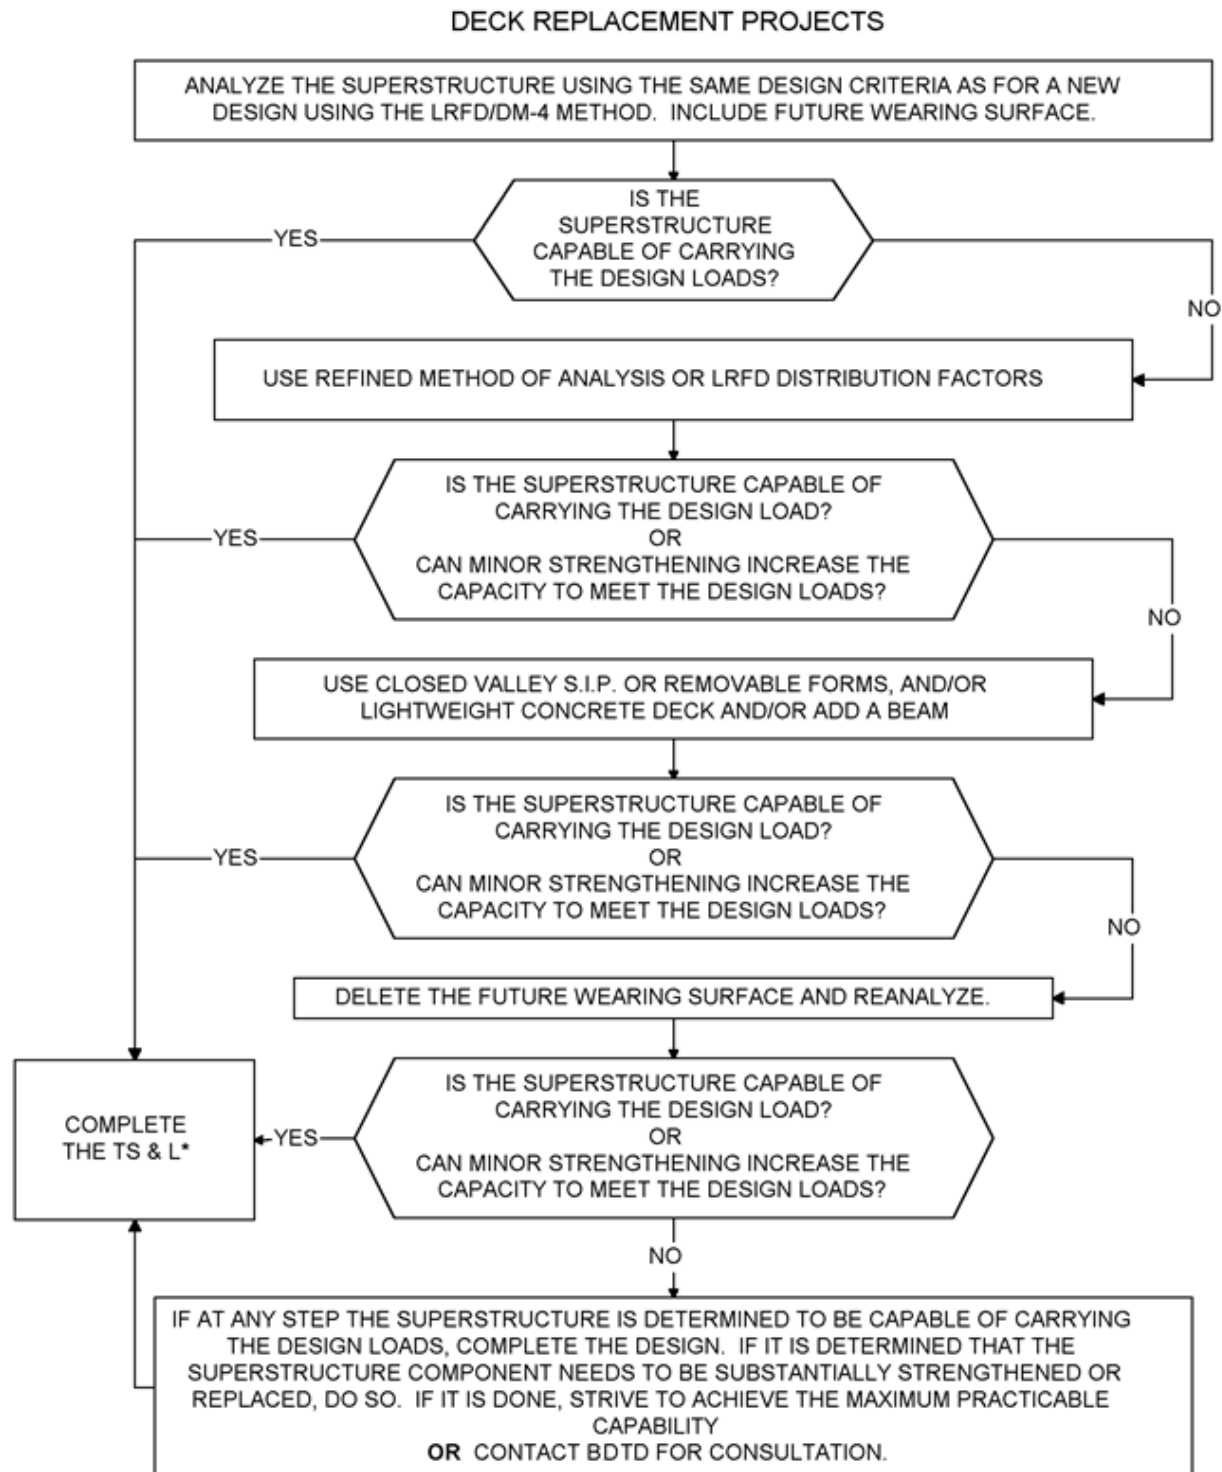 DECK REPLACEMENT PROJECTS
ANALYZE THE SUPERSTRUCTURE USING THE SAME DESIGN CRITERIA AS FOR A NEW
DESIGN USING THE LRFD/DM-4 METHOD. INCLUDE FUTURE WEARING SURFACE.
IS THE
SUPERSTRUCTURE
CAPABLE OF CARRYING
THE DESIGN LOADS?
YES
NO
USE REFINED METHOD OF ANALYSIS OR LRFD DISTRIBUTION FACTORS
IS THE SUPERSTRUCTURE CAPABLE OF
CARRYING THE DESIGN LOAD?
OR
CAN MINOR STRENGTHENING INCREASE THE
CAPACITY TO MEET THE DESIGN LOADS?
YES
NO
USE CLOSED VALLEY S.I.P. OR REMOVABLE FORMS, AND/OR
LIGHTWEIGHT CONCRETE DECK AND/OR ADD A BEAM
IS THE SUPERSTRUCTURE CAPABLE OF
CARRYING THE DESIGN LOAD?
OR
CAN MINOR STRENGTHENING INCREASE THE
CAPACITY TO MEET THE DESIGN LOADS?
YES
NO
DELETE THE FUTURE WEARING SURFACE AND REANALYZE.
IS THE SUPERSTRUCTURE CAPABLE OF
CARRYING THE DESIGN LOAD?
OR
CAN MINOR STRENGTHENING INCREASE THE
CAPACITY TO MEET THE DESIGN LOADS?
YES
COMPLETE
THE TS & L*
NO
IF AT ANY STEP THE SUPERSTRUCTURE IS DETERMINED TO BE CAPABLE OF CARRYING
THE DESIGN LOADS, COMPLETE THE DESIGN. IF IT IS DETERMINED THAT THE
SUPERSTRUCTURE COMPONENT NEEDS TO BE SUBSTANTIALLY STRENGTHENED OR
REPLACED, DO SO. IF IT IS DONE, STRIVE TO ACHIEVE THE MAXIMUM PRACTICABLE
CAPABILITY
OR CONTACT BDTD FOR CONSULTATION.